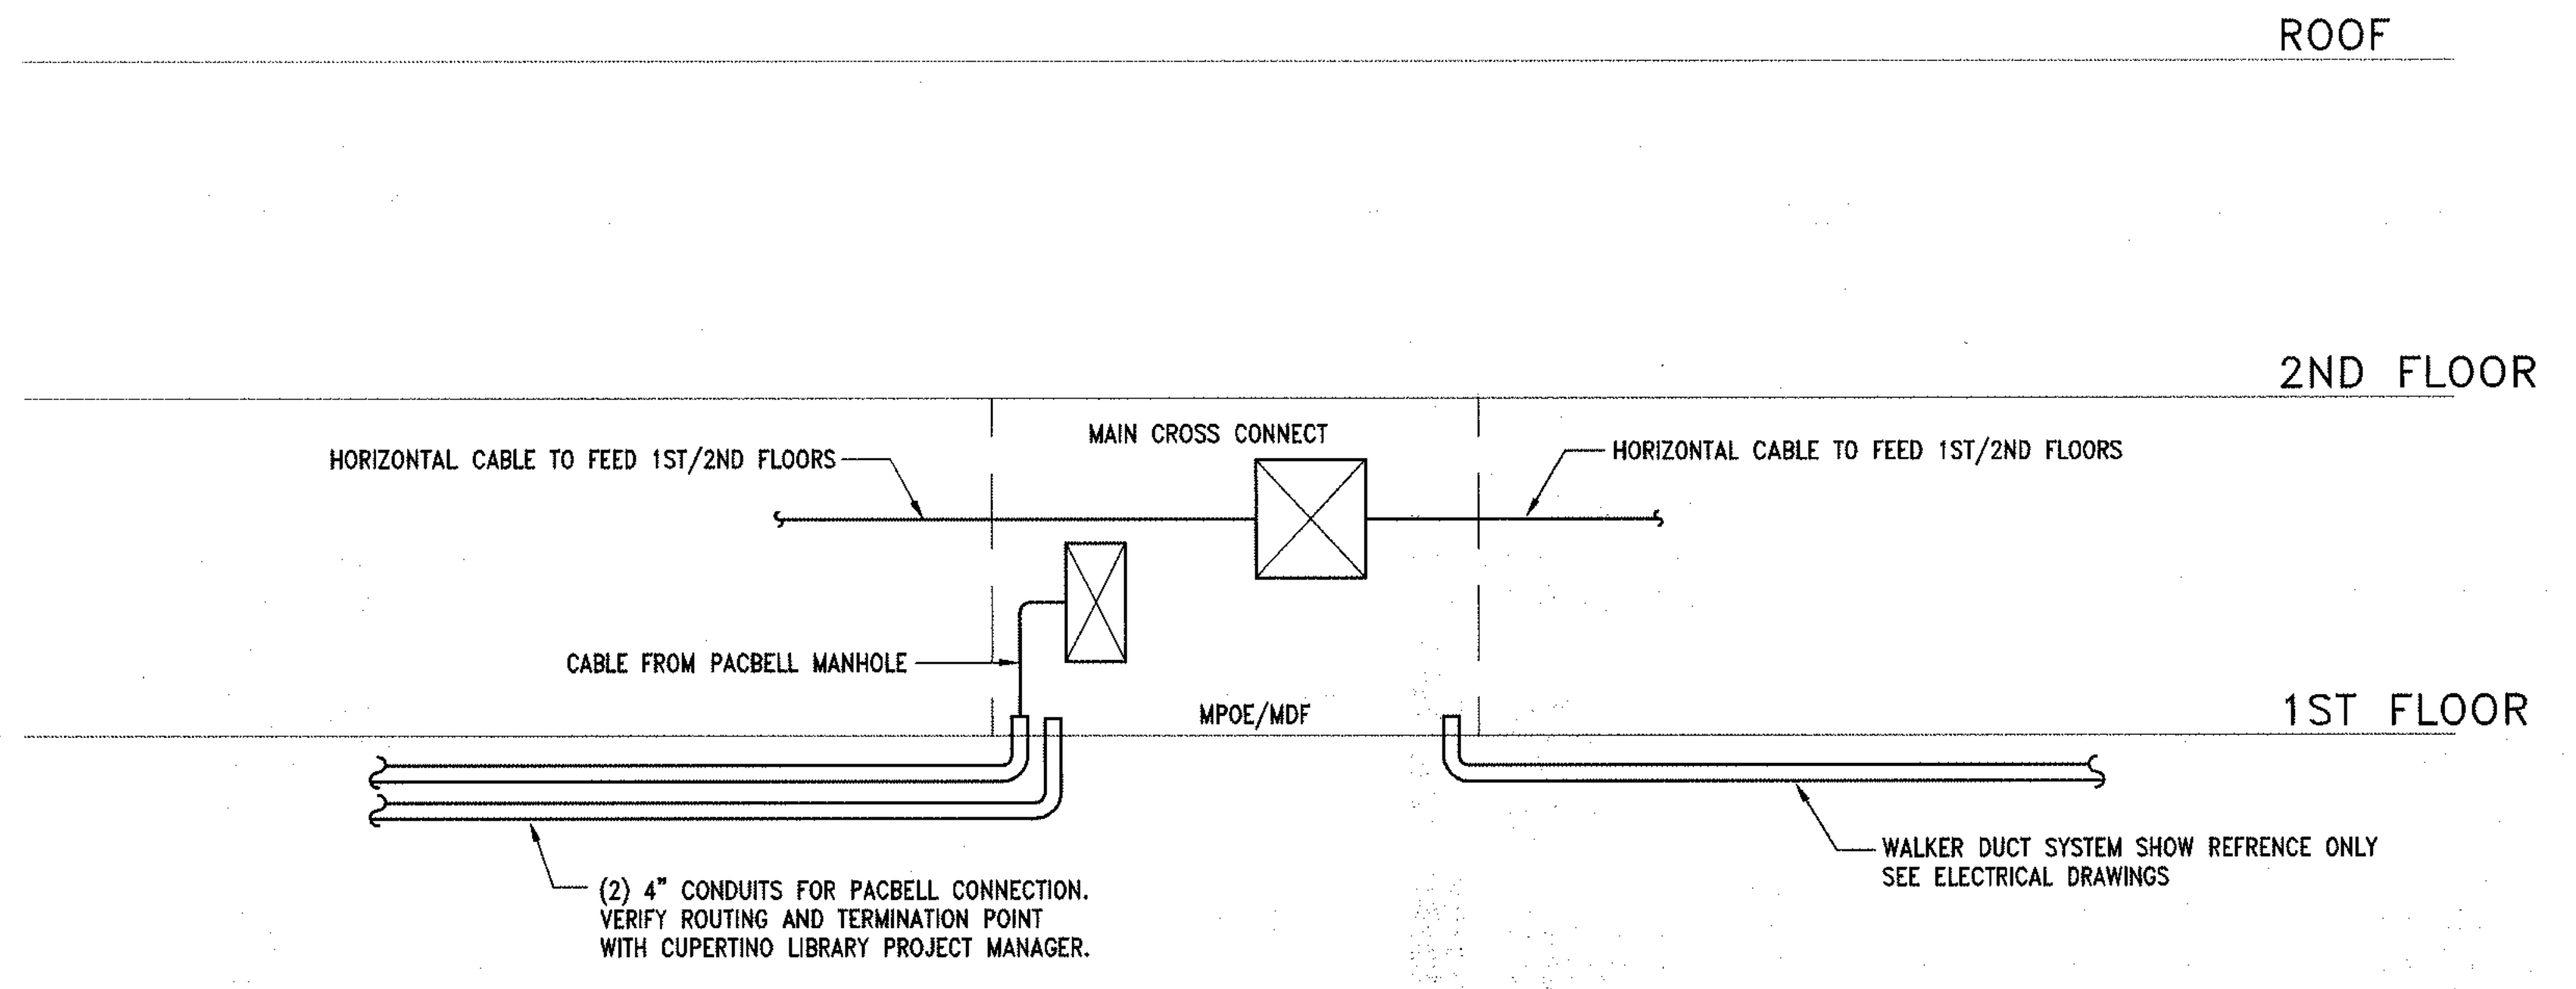 ROOF
2ND FLOOR
MAIN CROSS CONNECT
HORIZONTAL CABLE TO FEED 1ST/2ND FLOORS
HORIZONTAL CABLE TO FEED 1ST/2ND FLOORS
CABLE FROM PACBELL MANHOLE
MPOE/MDF
1ST FLOOR
(2) 4" CONDUITS FOR PACBELL CONNECTION.
VERIFY ROUTING AND TERMINATION POINT
WITH CUPERTINO LIBRARY PROJECT MANAGER.
WALKER DUCT SYSTEM SHOW REFRENCE ONLY
SEE ELECTRICAL DRAWINGS